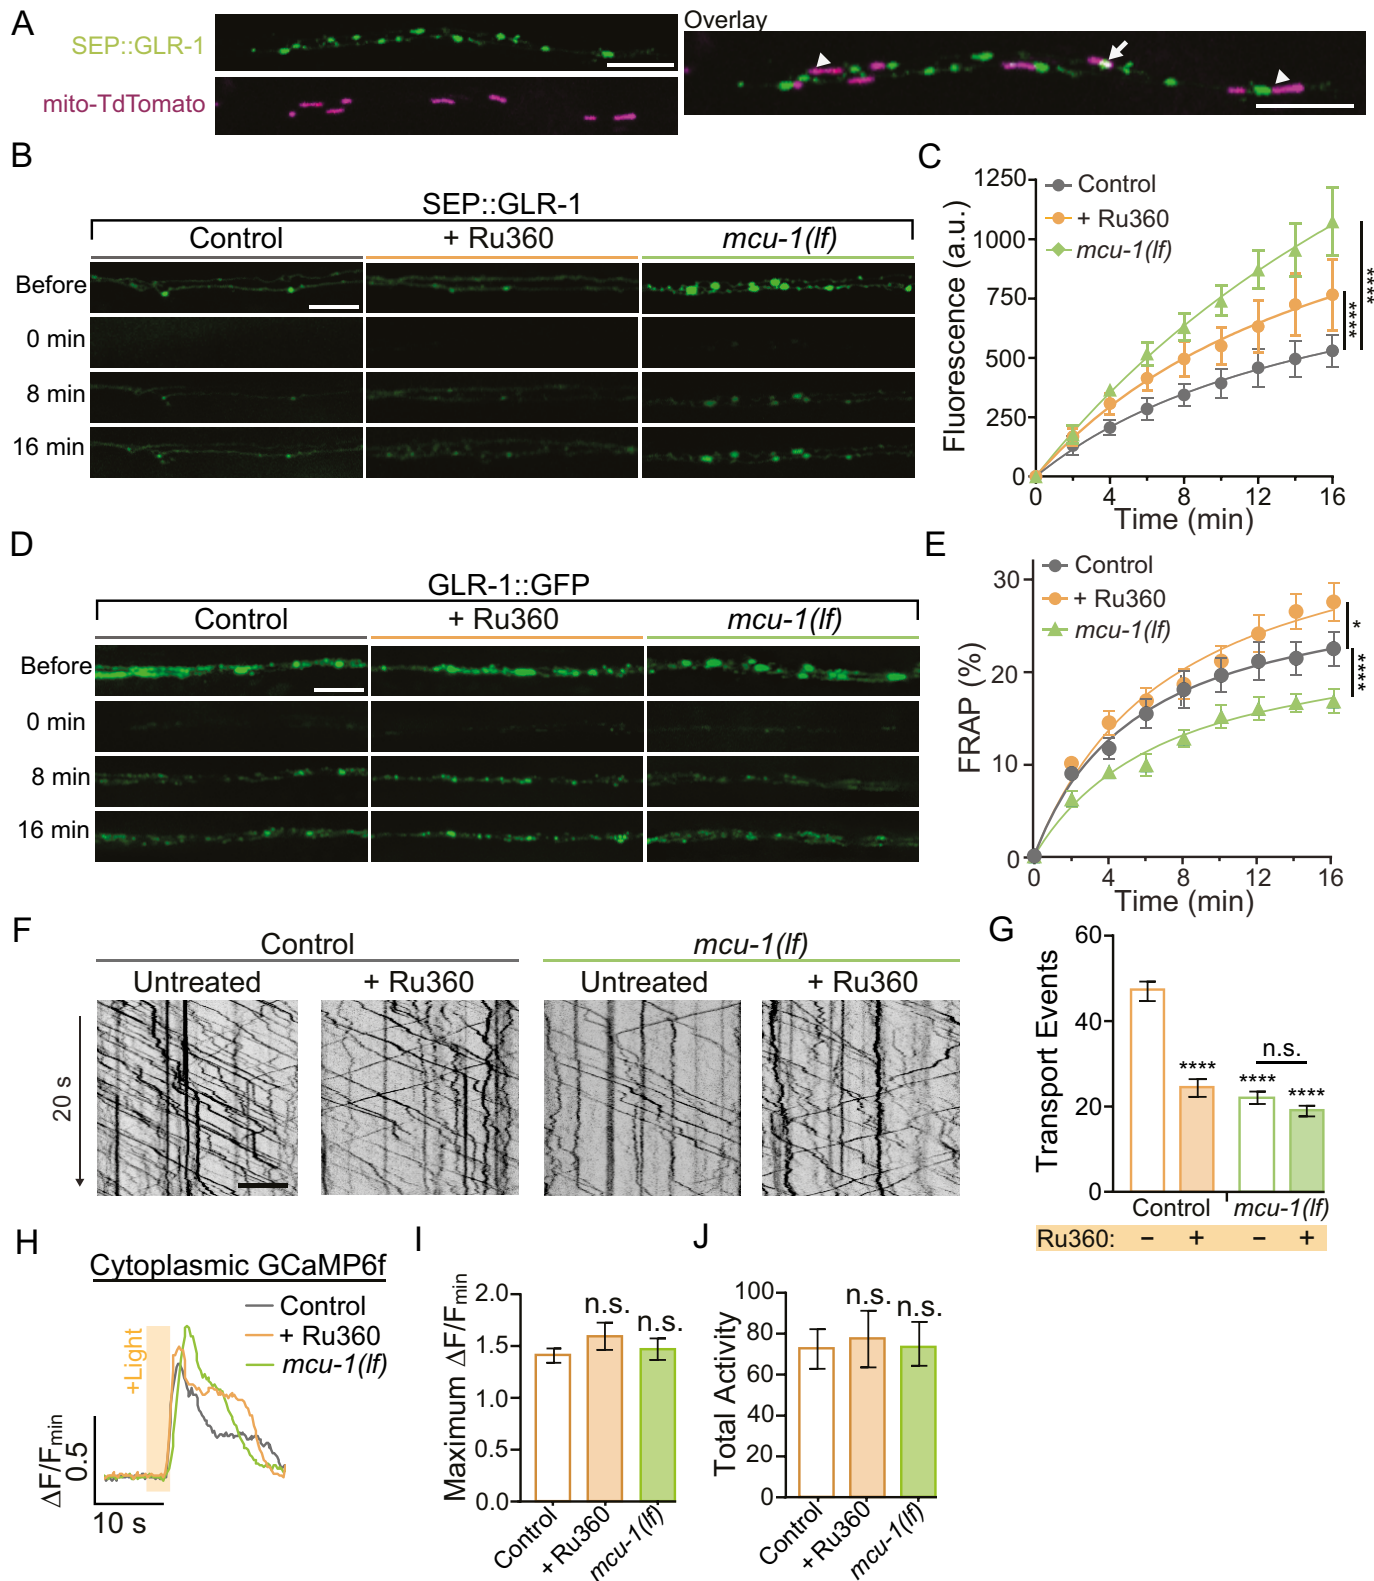 A
SEP::GLR-1
mito-TdTomato
Overlay
B
SEP::GLR-1
Control
+ Ru360
mcu-1(lf)
Before
0 min
8 min
16 min
C
Control
+ Ru360
mcu-1(lf)
Fluorescence (a.u.)
1250
1000
750
500
250
0
0 4 8 12 16
Time (min)
****
****
D
GLR-1::GFP
Control
+ Ru360
mcu-1(lf)
Before
0 min
8 min
16 min
E
Control
+ Ru360
mcu-1(lf)
FRAP (%)
30
20
10
0
0 4 8 12 16
Time (min)
*
****
F
Control
mcu-1(lf)
Untreated
+ Ru360
Untreated
+ Ru360
20 s
G
Transport Events
60
40
20
0
****
****
n.s.
****
Control
mcu-1(lf)
Ru360: − + − +
H
Cytoplasmic GCaMP6f
Control
+ Ru360
mcu-1(lf)
+Light
ΔF/Fmin
0.5
10 s
I
Maximum ΔF/Fmin
2.0
1.5
1.0
0.5
0.0
n.s.
n.s.
Control
+ Ru360
mcu-1(lf)
J
Total Activity
100
80
60
40
20
0
n.s.
n.s.
Control
+ Ru360
mcu-1(lf)